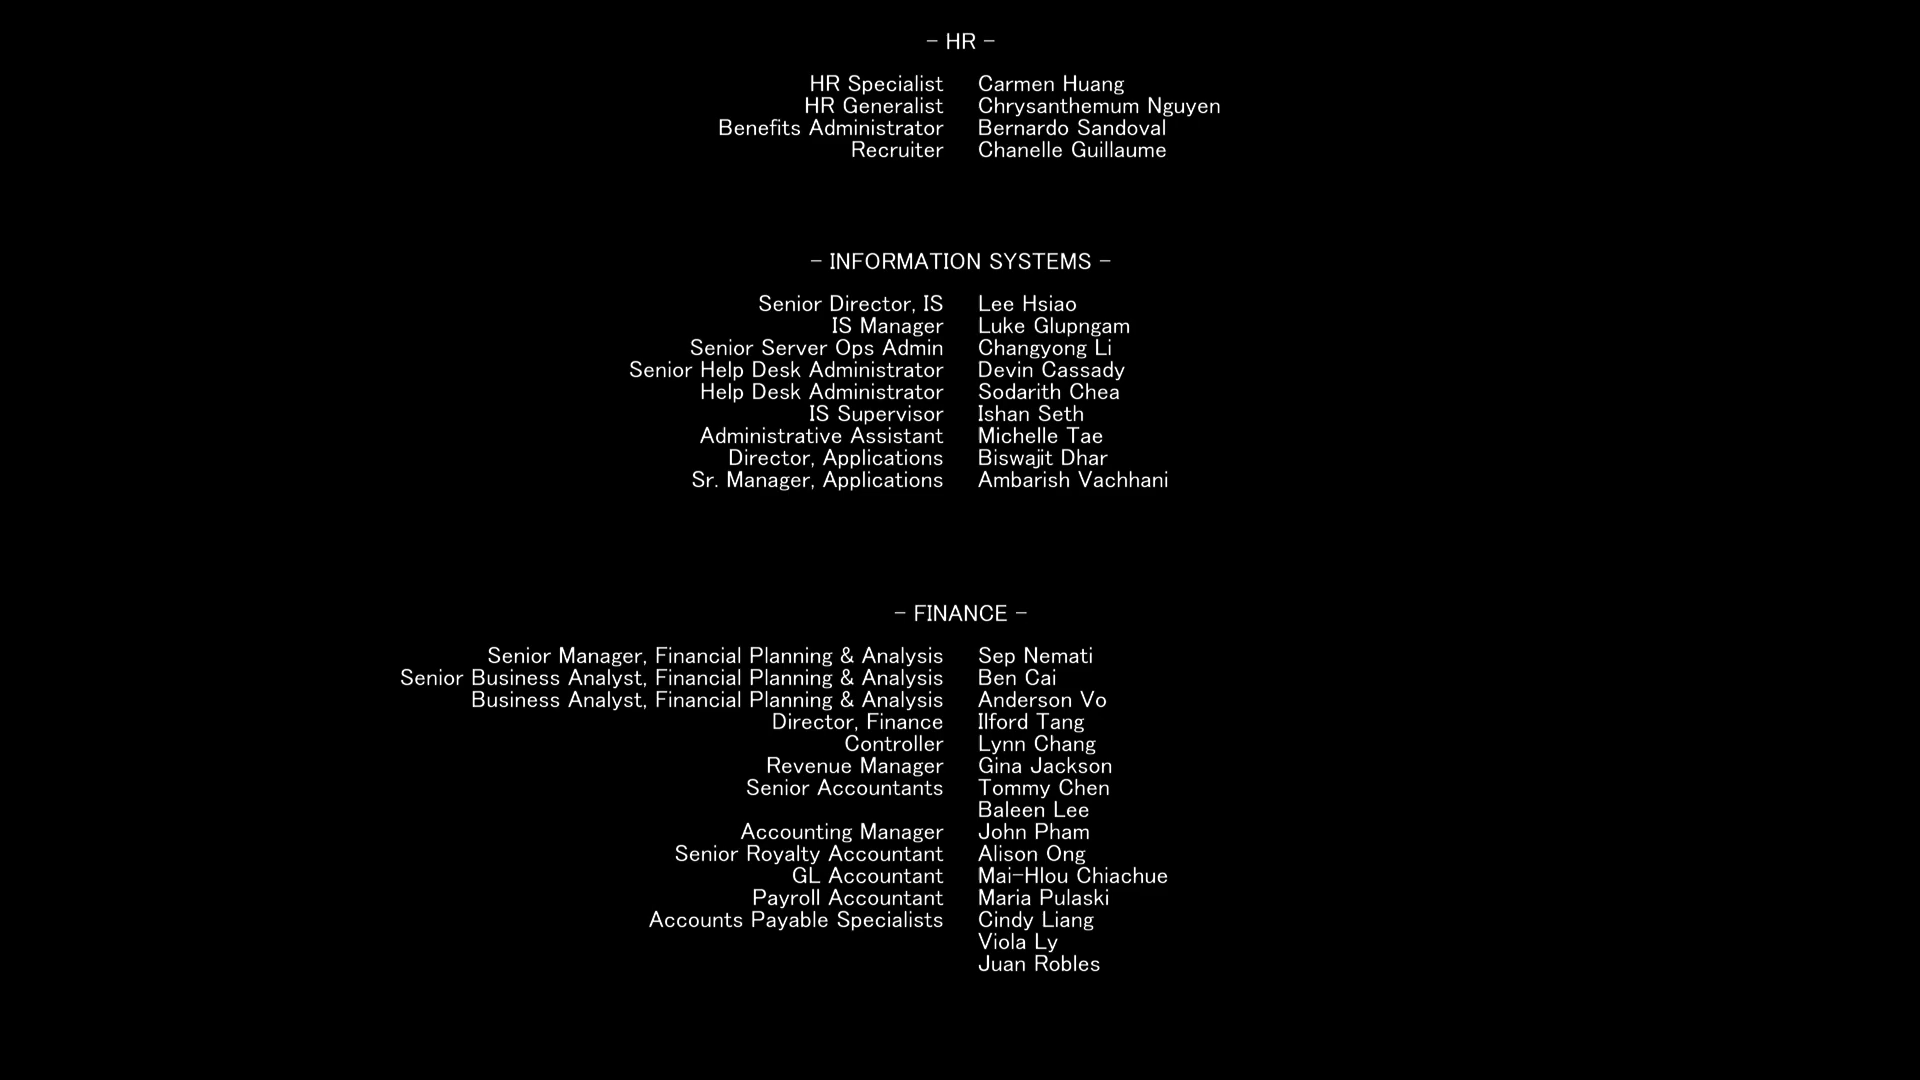 - HR -
HR Specialist Carmen Huang
HR Generalist Chrysanthemum Nguyen
Benefits Administrator Bernardo Sandoval
Recruiter Chanelle Guillaume
- INFORMATION SYSTEMS -
Senior Director, IS Lee Hsiao
IS Manager Luke Glupngam
Senior Server Ops Admin Changyong Li
Senior Help Desk Administrator Devin Cassady
Help Desk Administrator Sodarith Chea
IS Supervisor Ishan Seth
Administrative Assistant Michelle Tae
Director, Applications Biswajit Dhar
Sr. Manager, Applications Ambarish Vachhani
- FINANCE -
Senior Manager, Financial Planning & Analysis Sep Nemati
Senior Business Analyst, Financial Planning & Analysis Ben Cai
Business Analyst, Financial Planning & Analysis Anderson Vo
Director, Finance Ilford Tang
Controller Lynn Chang
Revenue Manager Gina Jackson
Senior Accountants Tommy Chen
Baleen Lee
Accounting Manager John Pham
Senior Royalty Accountant Alison Ong
GL Accountant Mai-Hlou Chiachue
Payroll Accountant Maria Pulaski
Accounts Payable Specialists Cindy Liang
Viola Ly
Juan Robles